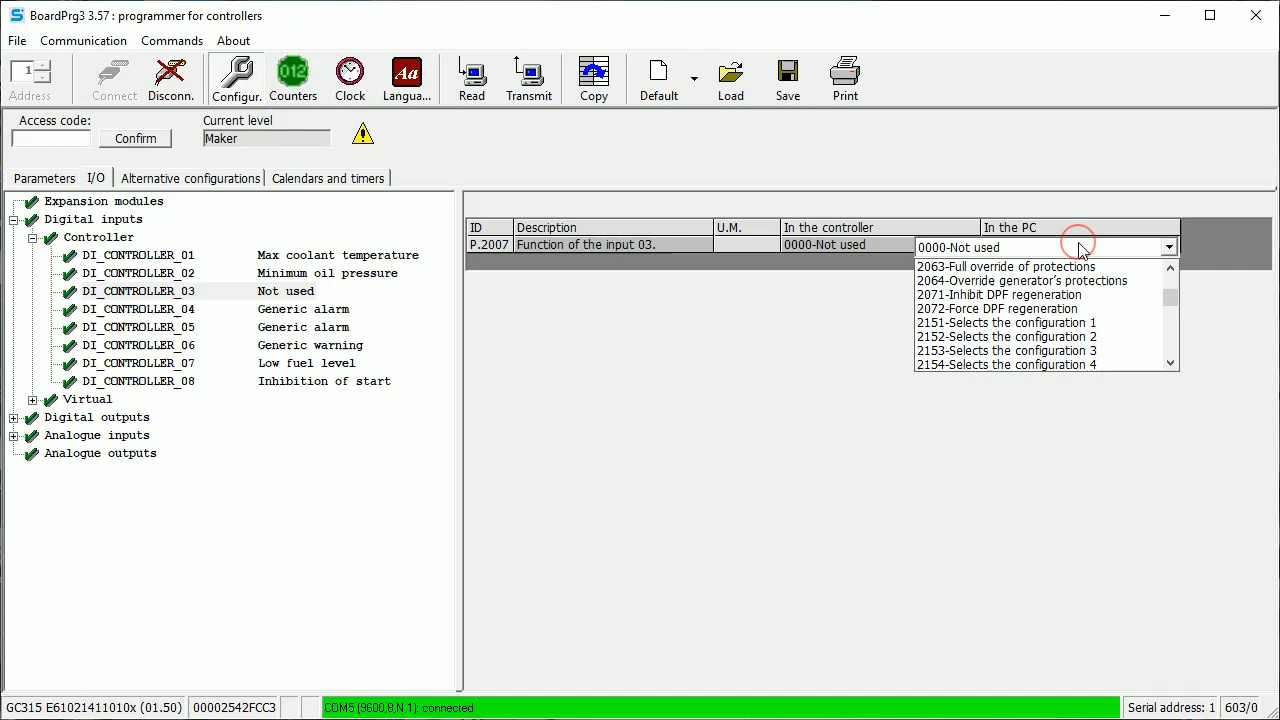 BoardPrg3 3.57 : programmer for controllers
File Communication Commands About
1 012 Aa
Address Connect Disconn. Configur. Counters Clock Langua... Read Transmit Copy Default Load Save Print
Access code: Current level
Confirm Maker
Parameters I/O Alternative configurations Calendars and timers
Expansion modules
Digital inputs
Controller
DI_CONTROLLER_01 Max coolant temperature
DI_CONTROLLER_02 Minimum oil pressure
DI_CONTROLLER_03 Not used
DI_CONTROLLER_04 Generic alarm
DI_CONTROLLER_05 Generic alarm
DI_CONTROLLER_06 Generic warning
DI_CONTROLLER_07 Low fuel level
DI_CONTROLLER_08 Inhibition of start
Virtual
Digital outputs
Analogue inputs
Analogue outputs
ID Description U.M. In the controller In the PC
P.2007 Function of the input 03. 0000-Not used 0000-Not used
2063-Full override of protections
2064-Override generator's protections
2071-Inhibit DPF regeneration
2072-Force DPF regeneration
2151-Selects the configuration 1
2152-Selects the configuration 2
2153-Selects the configuration 3
2154-Selects the configuration 4
GC315 E61021411010x (01.50) 00002542FCC3 COM5 (9600,8,N,1): connected Serial address: 1 603/0